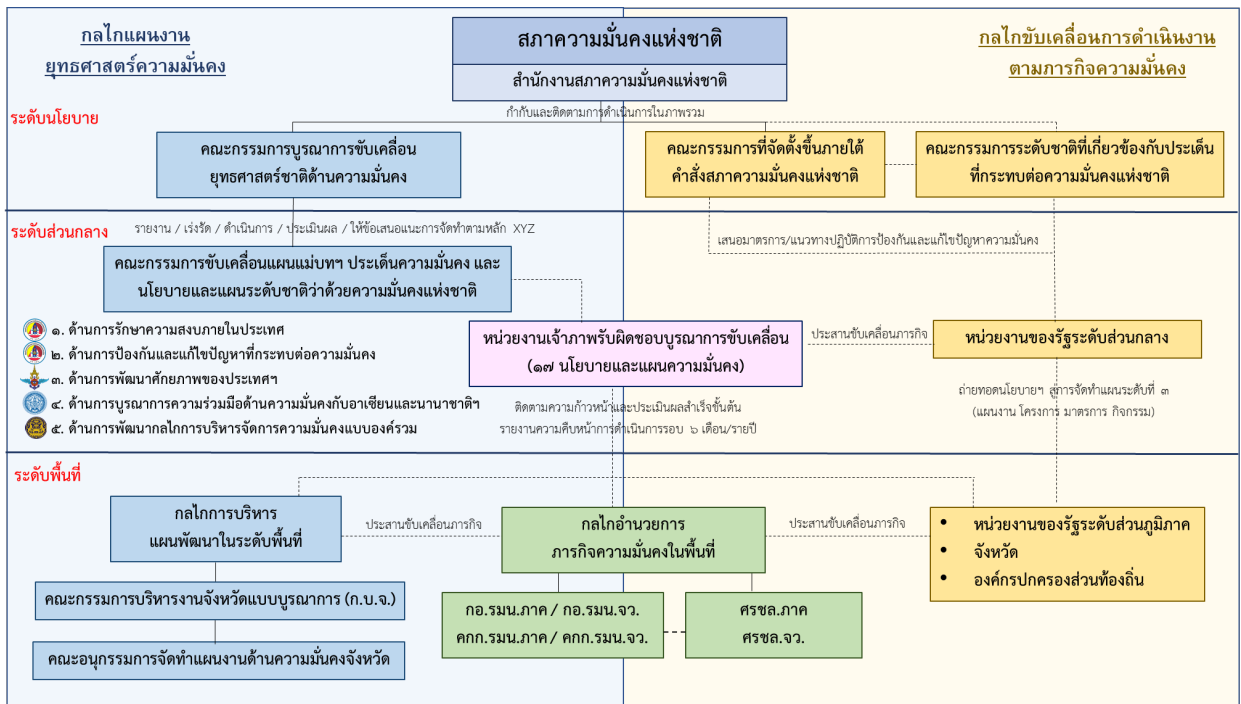 กลไกแผนงาน
ยุทธศาสตร์ความมั่นคง
สภาความมั่นคงแห่งชาติ
สำนักงานสภาความมั่นคงแห่งชาติ
กลไกขับเคลื่อนการดำเนินงาน
ตามภารกิจความมั่นคง
กำกับและติดตามการดำเนินการในภาพรวม
ระดับนโยบาย
คณะกรรมการบูรณาการขับเคลื่อน
ยุทธศาสตร์ชาติด้านความมั่นคง
คณะกรรมการที่จัดตั้งขึ้นภายใต้
คำสั่งสภาความมั่นคงแห่งชาติ
คณะกรรมการระดับชาติที่เกี่ยวข้องกับประเด็น
ที่กระทบต่อความมั่นคงแห่งชาติ
ระดับส่วนกลาง
รายงาน / เร่งรัด / ดำเนินการ / ประเมินผล / ให้ข้อเสนอแนะการจัดทำตามหลัก XYZ
เสนอมาตรการ/แนวทางปฏิบัติการป้องกันและแก้ไขปัญหาความมั่นคง
คณะกรรมการขับเคลื่อนแผนแม่บทฯ ประเด็นความมั่นคง และ
นโยบายและแผนระดับชาติว่าด้วยความมั่นคงแห่งชาติ
๑. ด้านการรักษาความสงบภายในประเทศ
๒. ด้านการป้องกันและแก้ไขปัญหาที่กระทบต่อความมั่นคง
๓. ด้านการพัฒนาศักยภาพของประเทศฯ
๔. ด้านการบูรณาการความร่วมมือด้านความมั่นคงกับอาเซียนและนานาชาติฯ
๕. ด้านการพัฒนากลไกการบริหารจัดการความมั่นคงแบบองค์รวม
หน่วยงานเจ้าภาพรับผิดชอบบูรณาการขับเคลื่อน
(๑๗ นโยบายและแผนความมั่นคง)
ประสานขับเคลื่อนภารกิจ
หน่วยงานของรัฐระดับส่วนกลาง
ติดตามความก้าวหน้าและประเมินผลสำเร็จขั้นต้น
รายงานความคืบหน้าการดำเนินการรอบ ๖ เดือน/รายปี
ถ่ายทอดนโยบายฯ สู่การจัดทำแผนระดับที่ ๓
(แผนงาน โครงการ มาตรการ กิจกรรม)
ระดับพื้นที่
กลไกการบริหาร
แผนพัฒนาในระดับพื้นที่
ประสานขับเคลื่อนภารกิจ
กลไกอำนวยการ
ภารกิจความมั่นคงในพื้นที่
ประสานขับเคลื่อนภารกิจ
• หน่วยงานของรัฐระดับส่วนภูมิภาค
• จังหวัด
• องค์กรปกครองส่วนท้องถิ่น
คณะกรรมการบริหารงานจังหวัดแบบบูรณาการ (ก.บ.จ.)
คณะอนุกรรมการจัดทำแผนงานด้านความมั่นคงจังหวัด
กอ.รมน.ภาค / กอ.รมน.จว.
คกก.รมน.ภาค / คกก.รมน.จว.
ศรชล.ภาค
ศรชล.จว.